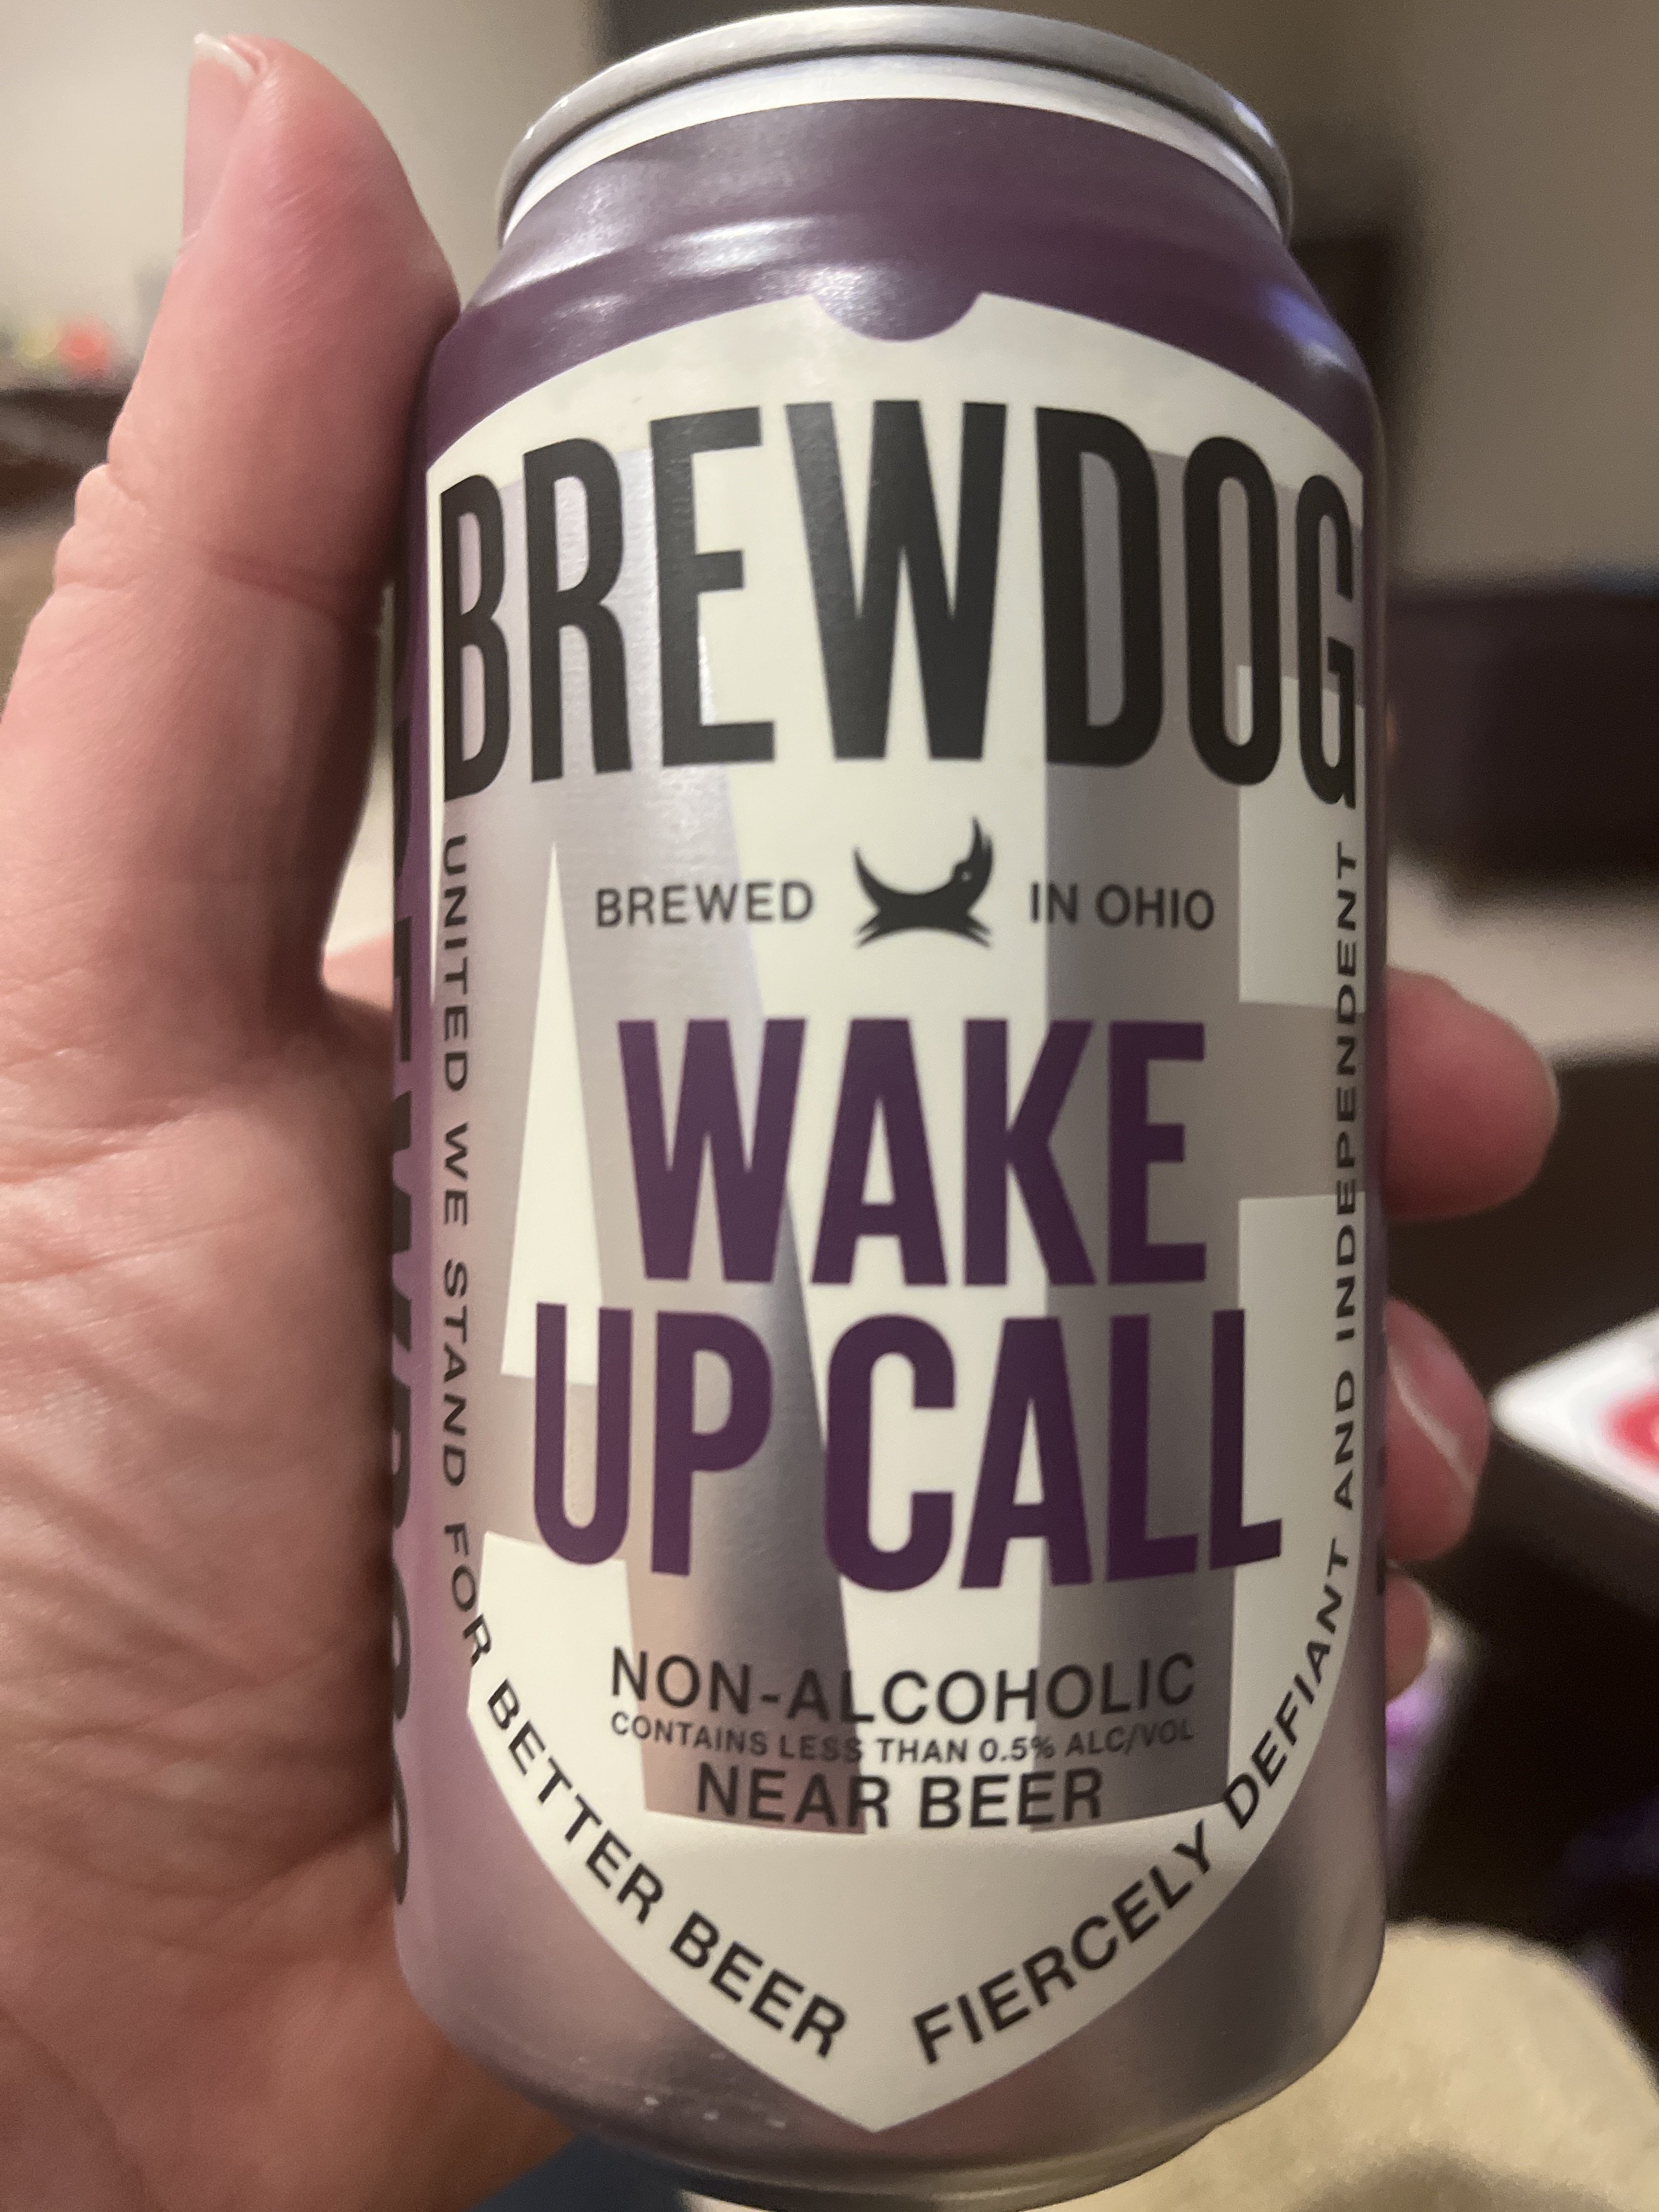 BREWDOG
BREWED IN OHIO
WAKE
UP CALL
NON-ALCOHOLIC
CONTAINS LESS THAN 0.5% ALC/VOL
NEAR BEER
UNITED WE STAND FOR BETTER BEER
FIERCELY DEFIANT AND INDEPENDENT